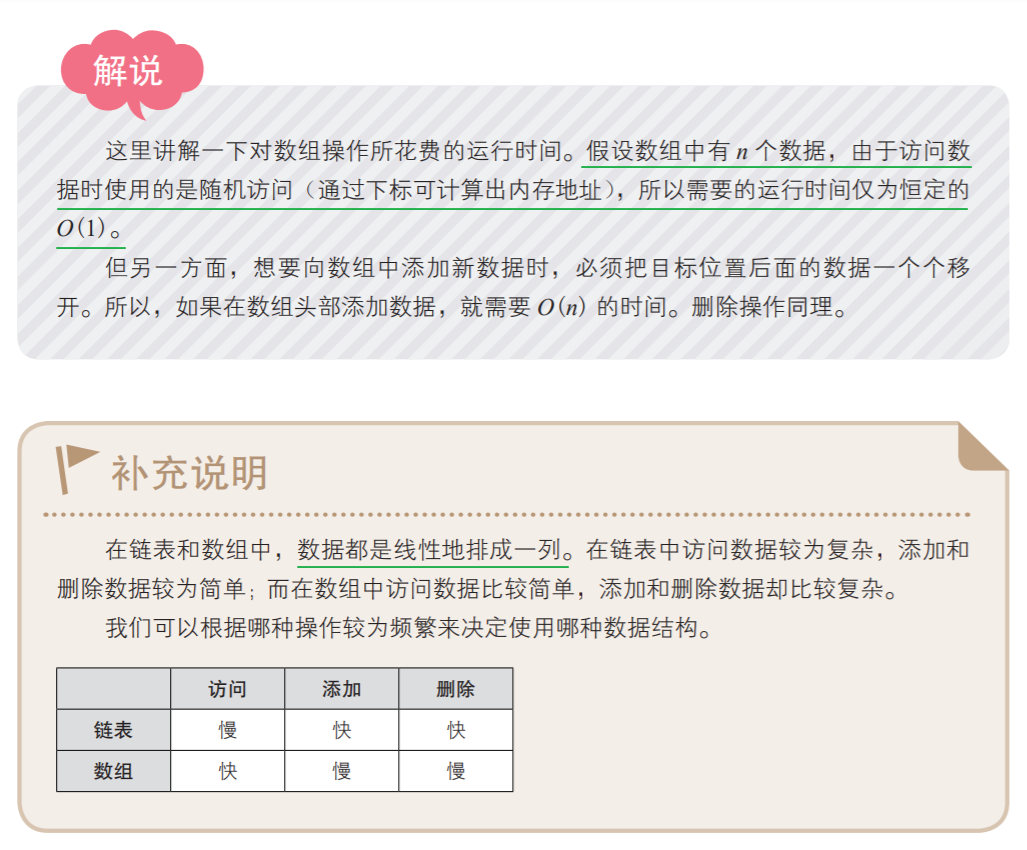 解说
这里讲解一下对数组操作所花费的运行时间。假设数组中有 n 个数据，由于访问数
据时使用的是随机访问（通过下标可计算出内存地址），所以需要的运行时间仅为恒定的
O(1)。
但另一方面，想要向数组中添加新数据时，必须把目标位置后面的数据一个个移
开。所以，如果在数组头部添加数据，就需要 O(n) 的时间。删除操作同理。
补充说明
在链表和数组中，数据都是线性地排成一列。在链表中访问数据较为复杂，添加和
删除数据较为简单；而在数组中访问数据比较简单，添加和删除数据却比较复杂。
我们可以根据哪种操作较为频繁来决定使用哪种数据结构。
访问 添加 删除
链表 慢 快 快
数组 快 慢 慢